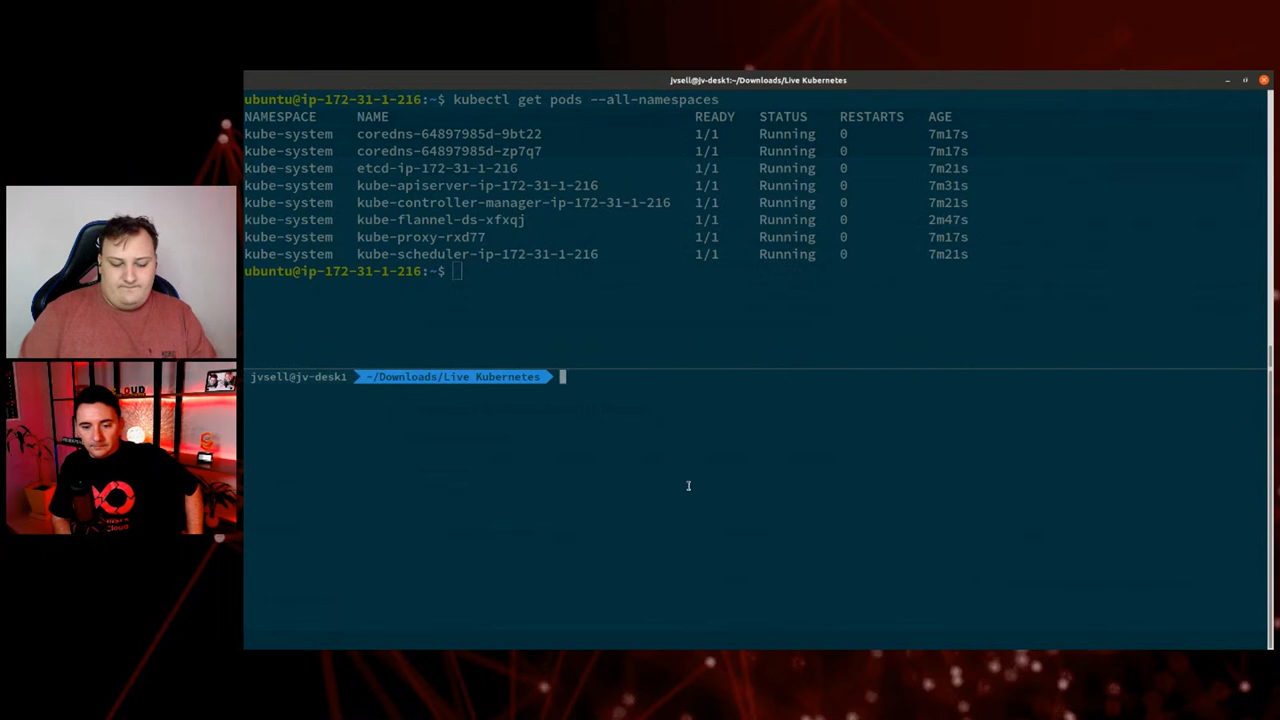 jvsell@jv-desk1:~/Downloads/Live Kubernetes
ubuntu@ip-172-31-1-216:~$ kubectl get pods --all-namespaces
NAMESPACE NAME READY STATUS RESTARTS AGE
kube-system coredns-64897985d-9bt22 1/1 Running 0 7m17s
kube-system coredns-64897985d-zp7q7 1/1 Running 0 7m17s
kube-system etcd-ip-172-31-1-216 1/1 Running 0 7m21s
kube-system kube-apiserver-ip-172-31-1-216 1/1 Running 0 7m31s
kube-system kube-controller-manager-ip-172-31-1-216 1/1 Running 0 7m21s
kube-system kube-flannel-ds-xfxqj 1/1 Running 0 2m47s
kube-system kube-proxy-rxd77 1/1 Running 0 7m17s
kube-system kube-scheduler-ip-172-31-1-216 1/1 Running 0 7m21s
ubuntu@ip-172-31-1-216:~$
jvsell@jv-desk1 ~/Downloads/Live Kubernetes